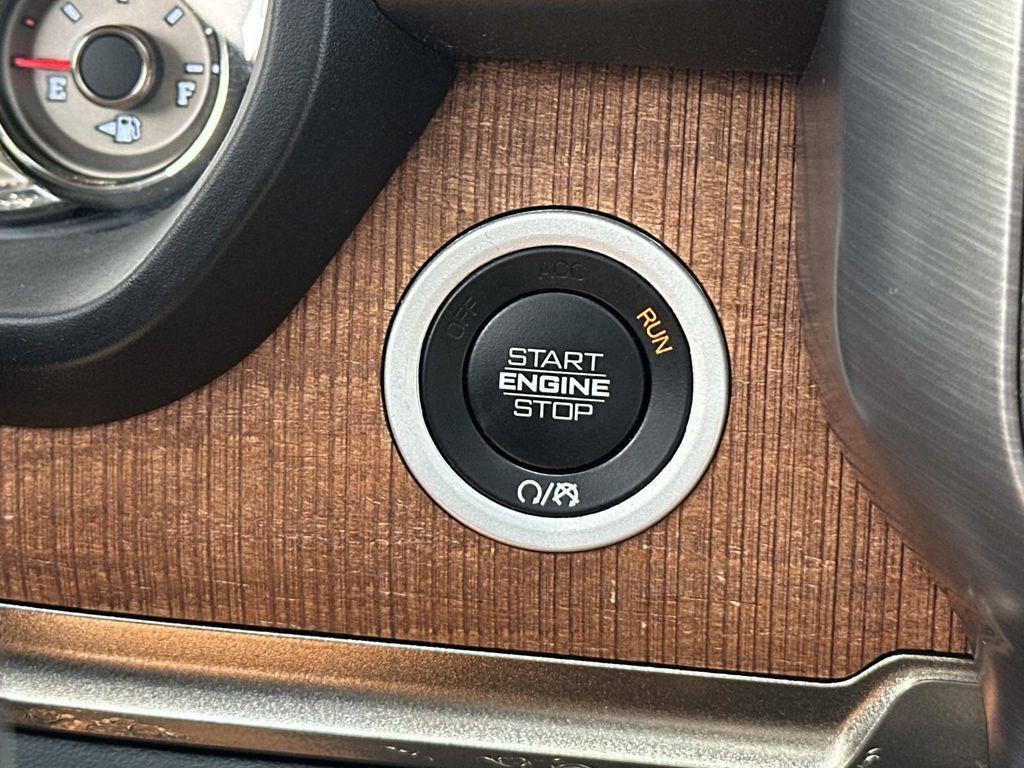 E
F
OFF
ACC
RUN
START
ENGINE
STOP